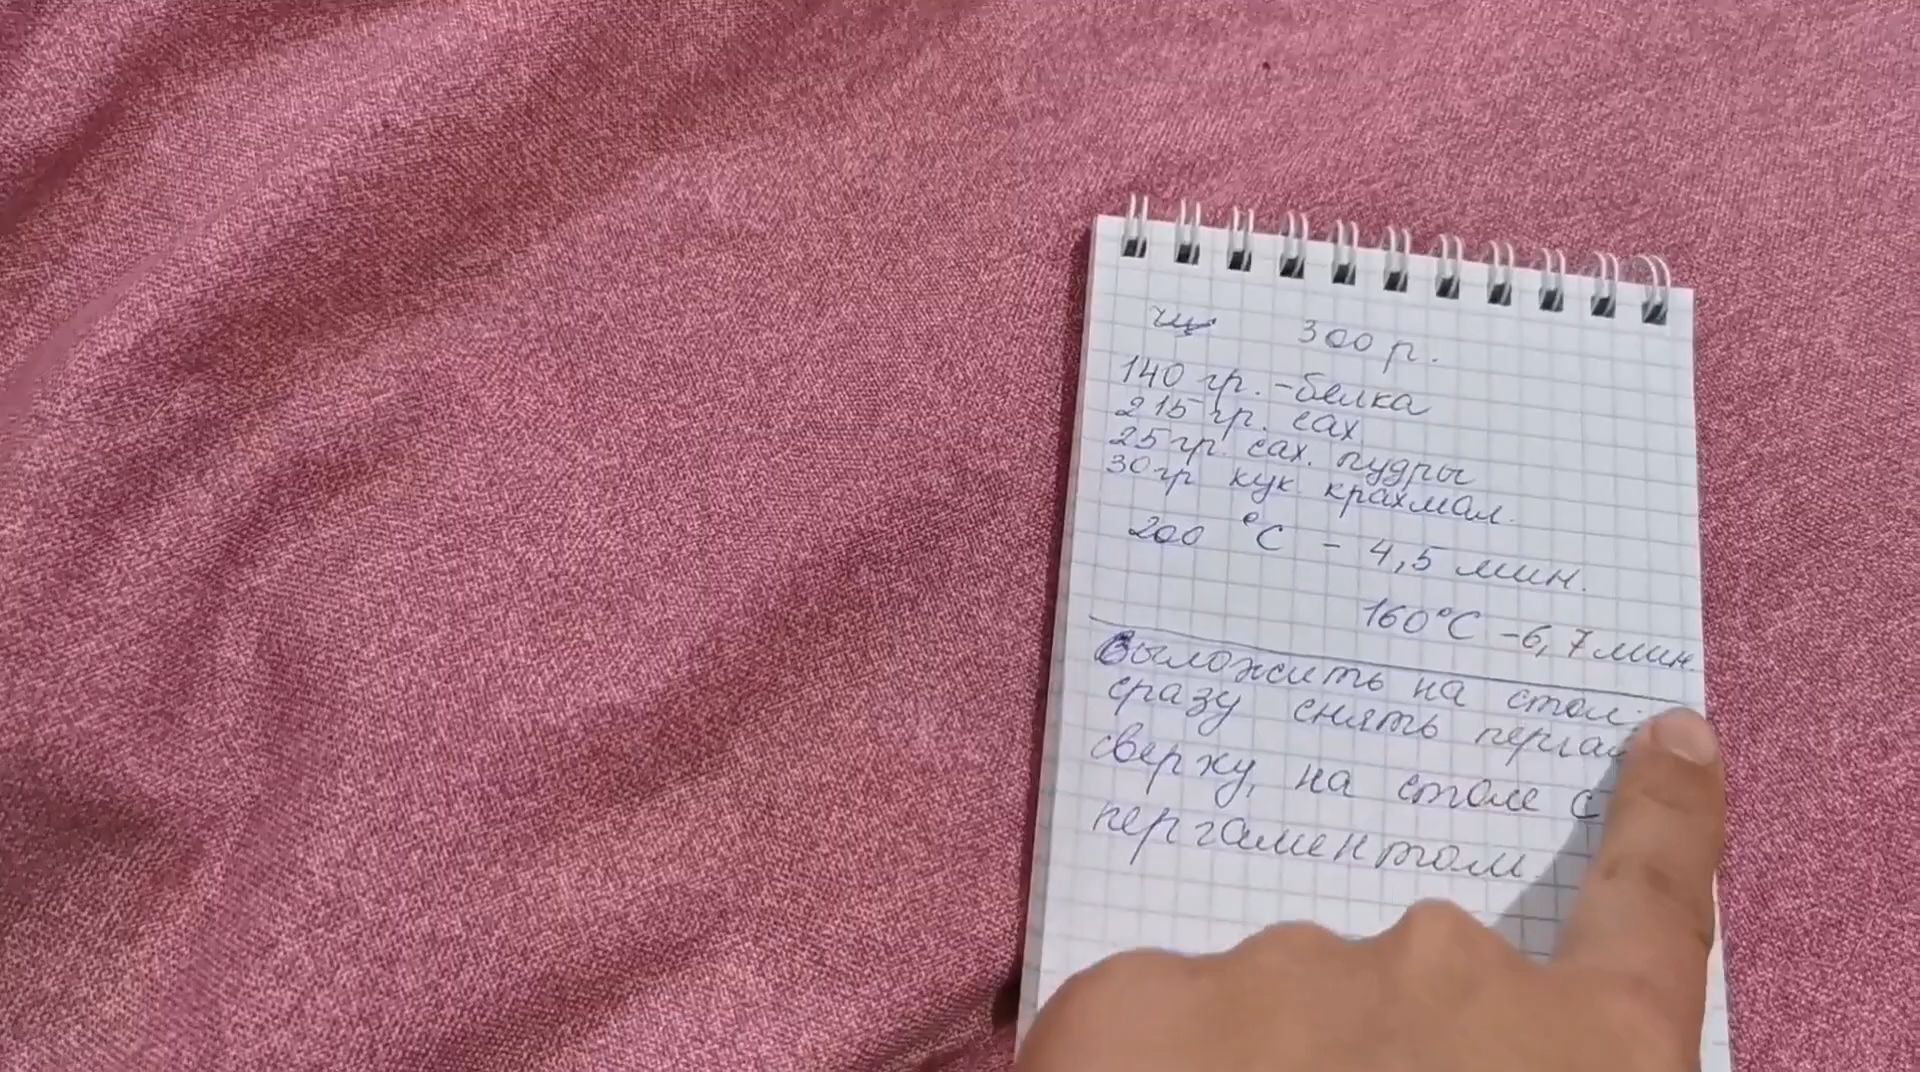 300 р.
140 гр. - белка
215 гр. сах
25 гр. сах. пудры
30 гр кук. крахмал.
200 °C - 4,5 мин.
160°C - 6,7 мин.
Выложить на стол.
сразу снять
сверху, на столе с
пергаментом